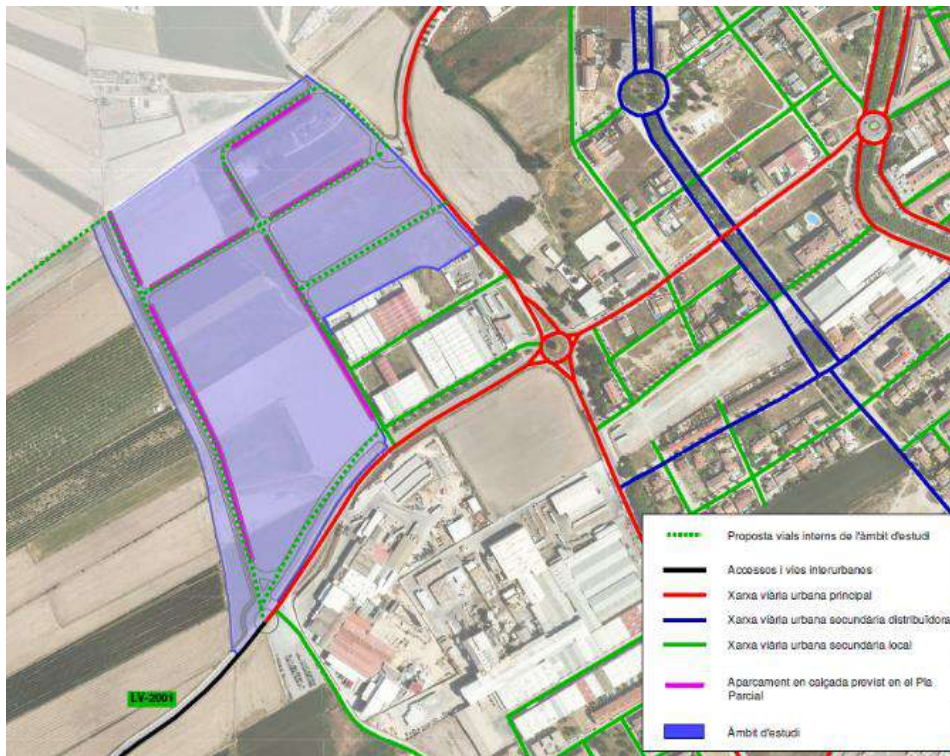 Proposta vials interns de l'àmbit d'estudi
Accessos i vies interurbanes
Xarxa viària urbana principal
Xarxa viària urbana secundària distribuïdora
Xarxa viària urbana secundària local
Aparcament en calçada previst en el Pla
Parcial
Àmbit d'estudi
LV-2001